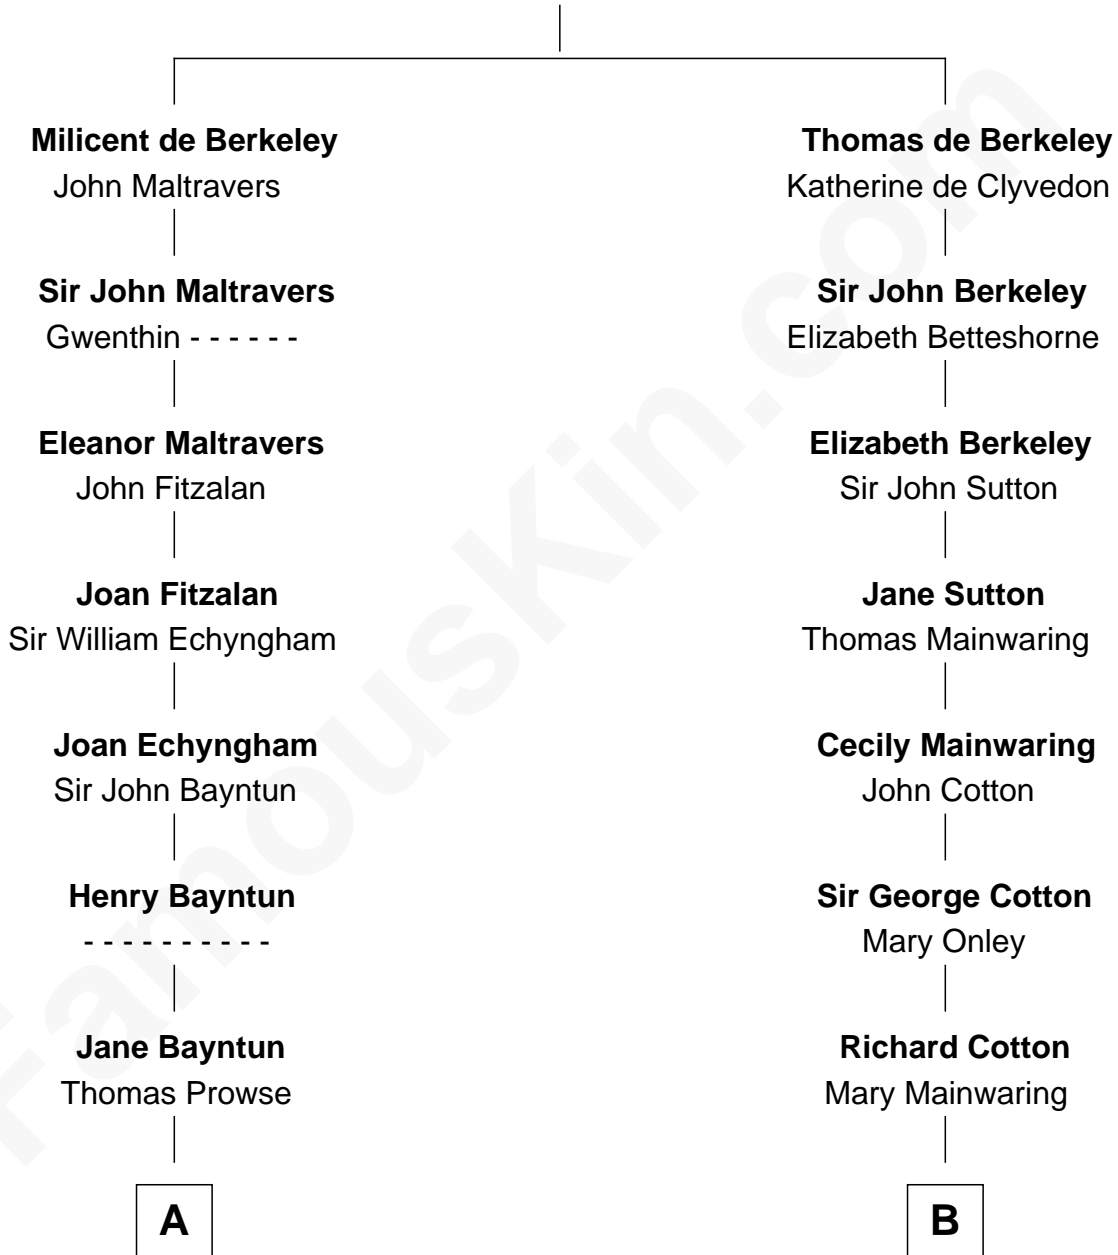 Milicent de Berkeley
John Maltravers
Sir John Maltravers
Gwenthin - - - - - -
Eleanor Maltravers
John Fitzalan
Joan Fitzalan
Sir William Echyngham
Joan Echyngham
Sir John Bayntun
Henry Bayntun
- - - - - - - - - -
Jane Bayntun
Thomas Prowse
A
Thomas de Berkeley
Katherine de Clyvedon
Sir John Berkeley
Elizabeth Betteshorne
Elizabeth Berkeley
Sir John Sutton
Jane Sutton
Thomas Mainwaring
Cecily Mainwaring
John Cotton
Sir George Cotton
Mary Onley
Richard Cotton
Mary Mainwaring
B
FamousKin.com